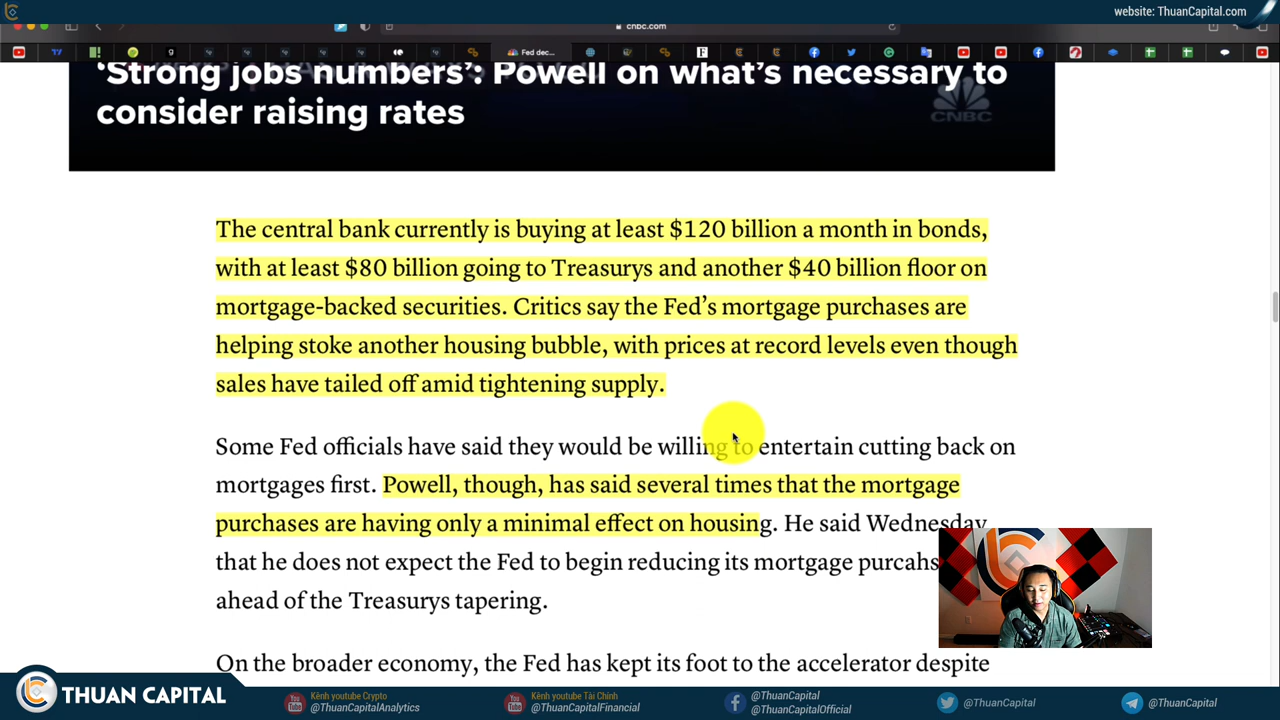 website: ThuanCapital.com
cnbc.com
Fed dec...
'Strong jobs numbers': Powell on what's necessary to
consider raising rates
CNBC
The central bank currently is buying at least $120 billion a month in bonds,
with at least $80 billion going to Treasurys and another $40 billion floor on
mortgage-backed securities. Critics say the Fed's mortgage purchases are
helping stoke another housing bubble, with prices at record levels even though
sales have tailed off amid tightening supply.
Some Fed officials have said they would be willing to entertain cutting back on
mortgages first. Powell, though, has said several times that the mortgage
purchases are having only a minimal effect on housing. He said Wednesday
that he does not expect the Fed to begin reducing its mortgage purcahs
ahead of the Treasurys tapering.
On the broader economy, the Fed has kept its foot to the accelerator despite
THUAN CAPITAL
Kênh youtube Crypto
@ThuanCapitalAnalytics
Kênh youtube Tài Chính
@ThuanCapitalFinancial
@ThuanCapital
@ThuanCapitalOfficial
@ThuanCapital
@ThuanCapital